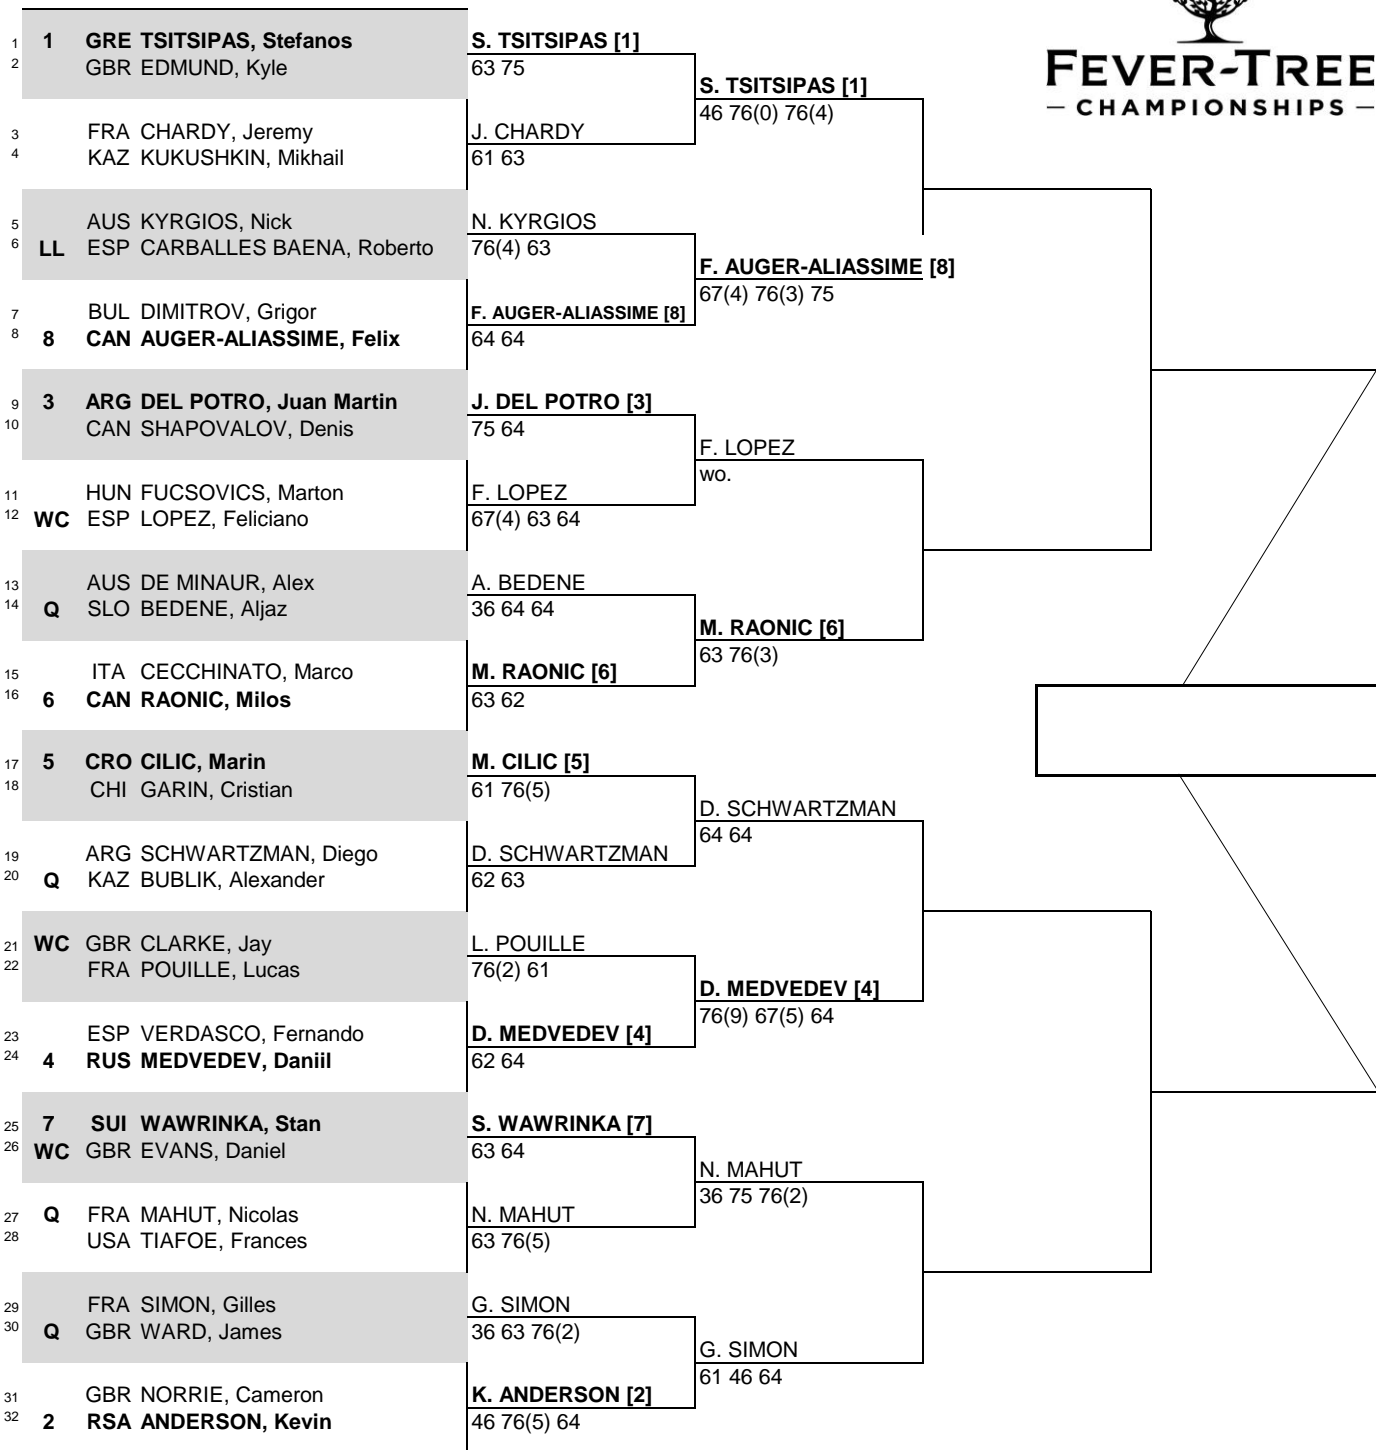 FEVER-TREE
– CHAMPIONSHIPS –
1 1 GRE TSITSIPAS, Stefanos
2 GBR EDMUND, Kyle
3 FRA CHARDY, Jeremy
4 KAZ KUKUSHKIN, Mikhail
5 AUS KYRGIOS, Nick
6 LL ESP CARBALLES BAENA, Roberto
7 BUL DIMITROV, Grigor
8 8 CAN AUGER-ALIASSIME, Felix
9 3 ARG DEL POTRO, Juan Martin
10 CAN SHAPOVALOV, Denis
11 HUN FUCSOVICS, Marton
12 WC ESP LOPEZ, Feliciano
13 AUS DE MINAUR, Alex
14 Q SLO BEDENE, Aljaz
15 ITA CECCHINATO, Marco
16 6 CAN RAONIC, Milos
17 5 CRO CILIC, Marin
18 CHI GARIN, Cristian
19 ARG SCHWARTZMAN, Diego
20 Q KAZ BUBLIK, Alexander
21 WC GBR CLARKE, Jay
22 FRA POUILLE, Lucas
23 ESP VERDASCO, Fernando
24 4 RUS MEDVEDEV, Daniil
25 7 SUI WAWRINKA, Stan
26 WC GBR EVANS, Daniel
27 Q FRA MAHUT, Nicolas
28 USA TIAFOE, Frances
29 FRA SIMON, Gilles
30 Q GBR WARD, James
31 GBR NORRIE, Cameron
32 2 RSA ANDERSON, Kevin
S. TSITSIPAS [1]
63 75
J. CHARDY
61 63
N. KYRGIOS
76(4) 63
F. AUGER-ALIASSIME [8]
64 64
J. DEL POTRO [3]
75 64
F. LOPEZ
67(4) 63 64
A. BEDENE
36 64 64
M. RAONIC [6]
63 62
M. CILIC [5]
61 76(5)
D. SCHWARTZMAN
62 63
L. POUILLE
76(2) 61
D. MEDVEDEV [4]
62 64
S. WAWRINKA [7]
63 64
N. MAHUT
63 76(5)
G. SIMON
36 63 76(2)
K. ANDERSON [2]
46 76(5) 64
S. TSITSIPAS [1]
46 76(0) 76(4)
F. AUGER-ALIASSIME [8]
67(4) 76(3) 75
F. LOPEZ
wo.
M. RAONIC [6]
63 76(3)
D. SCHWARTZMAN
64 64
D. MEDVEDEV [4]
76(9) 67(5) 64
N. MAHUT
36 75 76(2)
G. SIMON
61 46 64